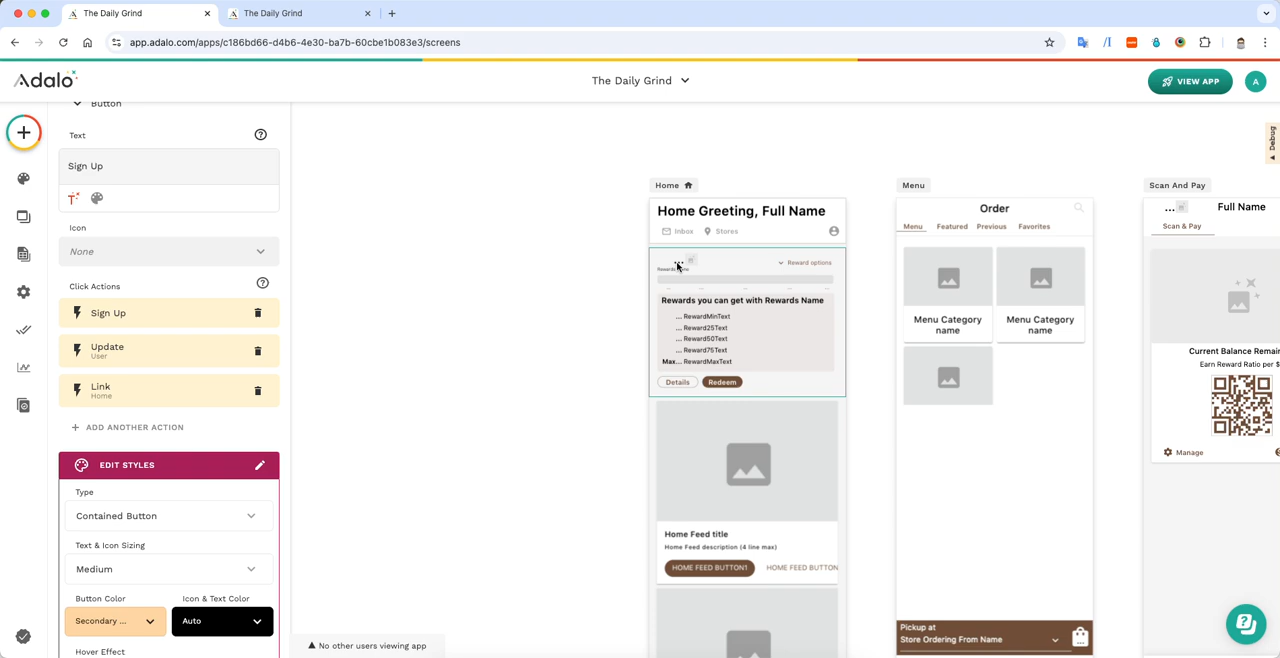 The Daily Grind
The Daily Grind
app.adalo.com/apps/c186bd66-d4b6-4e30-ba7b-60cbe1b083e3/screens
Adalo
The Daily Grind
VIEW APP
A
Button
Text
Sign Up
Icon
None
Click Actions
Sign Up
Update
User
Link
Home
ADD ANOTHER ACTION
EDIT STYLES
Type
Contained Button
Text & Icon Sizing
Medium
Button Color
Icon & Text Color
Secondary ...
Auto
Hover Effect
No other users viewing app
Debug
Home
Home Greeting, Full Name
Inbox
Stores
...
Reward options
Rewards you can get with Rewards Name
... RewardMinText
... Reward25Text
... Reward50Text
... Reward75Text
Max... RewardMaxText
Details
Redeem
Home Feed title
Home Feed description (4 line max)
HOME FEED BUTTON1
HOME FEED BUTTON
Menu
Order
Menu
Featured
Previous
Favorites
Menu Category name
Menu Category name
Pickup at
Store Ordering From Name
Scan And Pay
...
Full Name
Scan & Pay
Current Balance Remai
Earn Reward Ratio per $
Manage